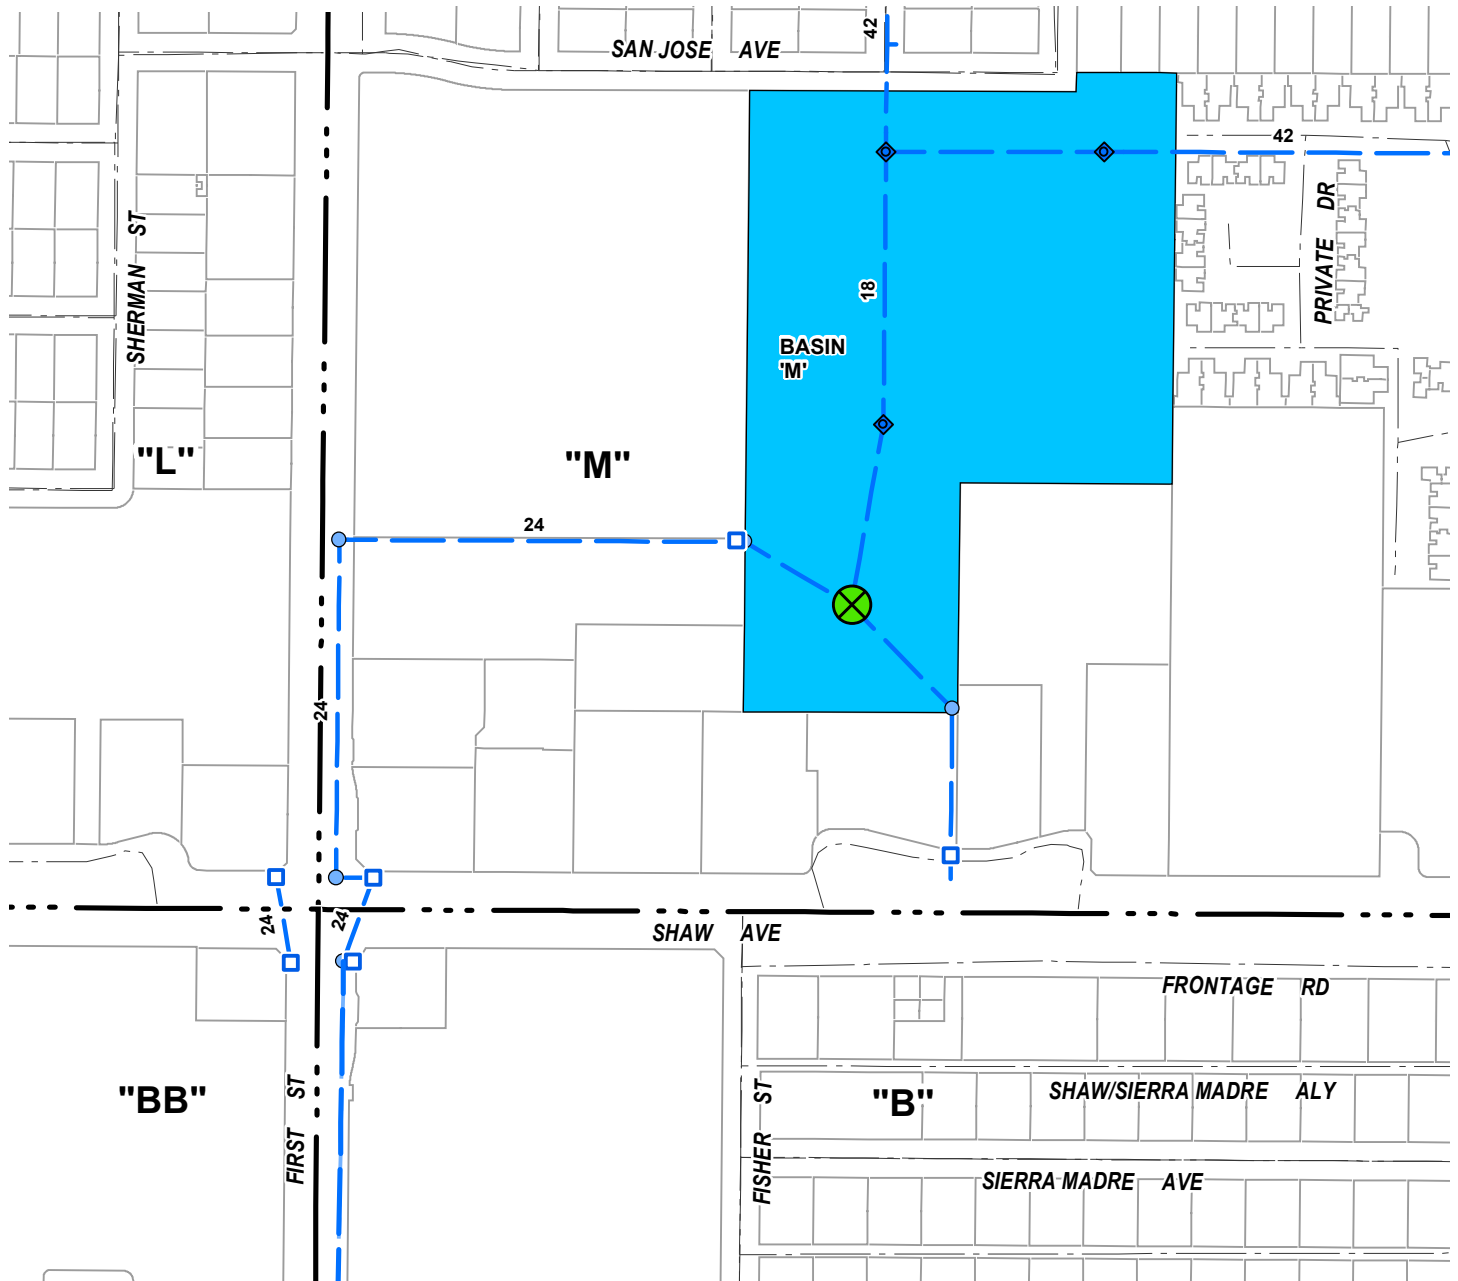 42
SAN JOSE AVE
42
SHERMAN ST
PRIVATE DR
18
BASIN
'M'
"L"
"M"
24
24
24
24
SHAW AVE
FRONTAGE RD
"BB"
FIRST ST
FISHER ST
"B"
SHAW/SIERRA MADRE ALY
SIERRA MADRE AVE